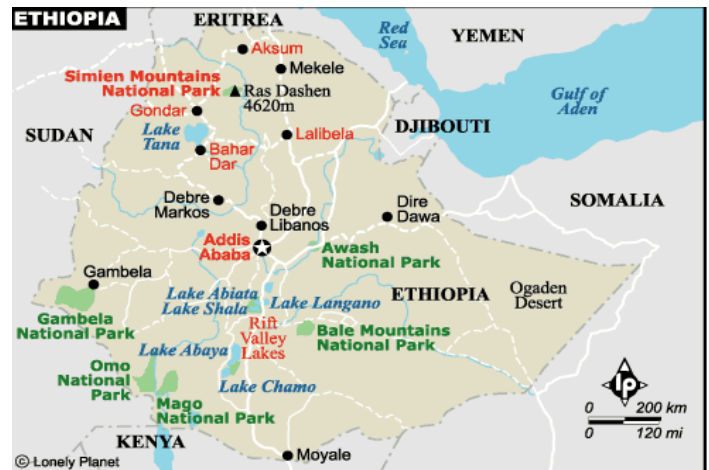 ETHIOPIA
ERITREA
Red
Sea
YEMEN
Aksum
Mekele
Simien Mountains
National Park
Ras Dashen
4620m
Gulf of
Aden
Gondar
SUDAN
Lake
Tana
Lalibela
DJIBOUTI
Bahar
Dar
Debre
Markos
Debre
Libanos
Dire
Dawa
SOMALIA
Addis
Ababa
Awash
National Park
Gambela
Lake Abiata
Lake Shala
Lake Langano
ETHIOPIA
Ogaden
Desert
Gambela
National Park
Rift
Valley
Lakes
Bale Mountains
National Park
Lake Abaya
Omo
National
Park
Lake Chamo
Mago
National Park
lp
0 200 km
0 120 mi
KENYA
Moyale
© Lonely Planet